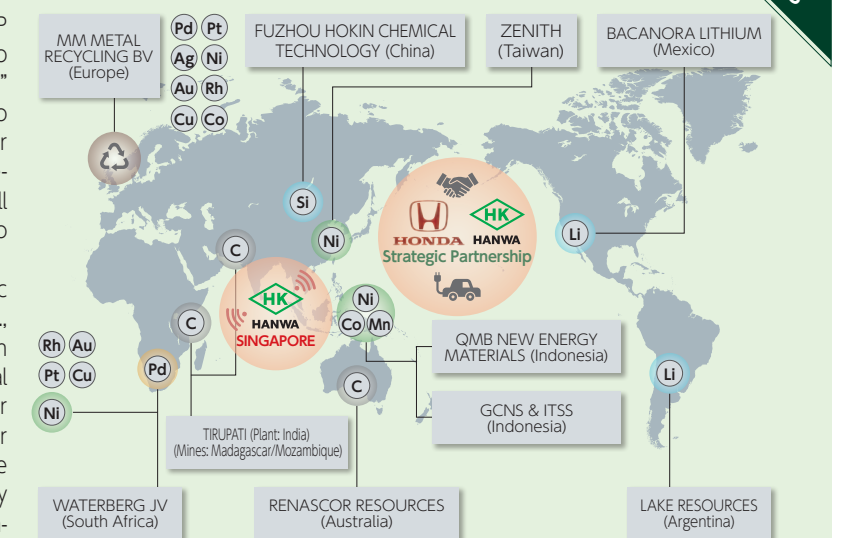 MM METAL
RECYCLING BV
(Europe)
Pd Pt
Ag Ni
Au Rh
Cu Co
FUZHOU HOKIN CHEMICAL
TECHNOLOGY (China)
ZENITH
(Taiwan)
BACANORA LITHIUM
(Mexico)
Si
Ni
C
Li
HONDA
HK
HANWA
Strategic Partnership
HK
HANWA
SINGAPORE
C
Ni
Co Mn
Rh Au
Pt Cu
Ni
Pd
C
Li
QMB NEW ENERGY
MATERIALS (Indonesia)
GCNS & ITSS
(Indonesia)
TIRUPATI (Plant: India)
(Mines: Madagascar/Mozambique)
WATERBERG JV
(South Africa)
RENASCOR RESOURCES
(Australia)
LAKE RESOURCES
(Argentina)